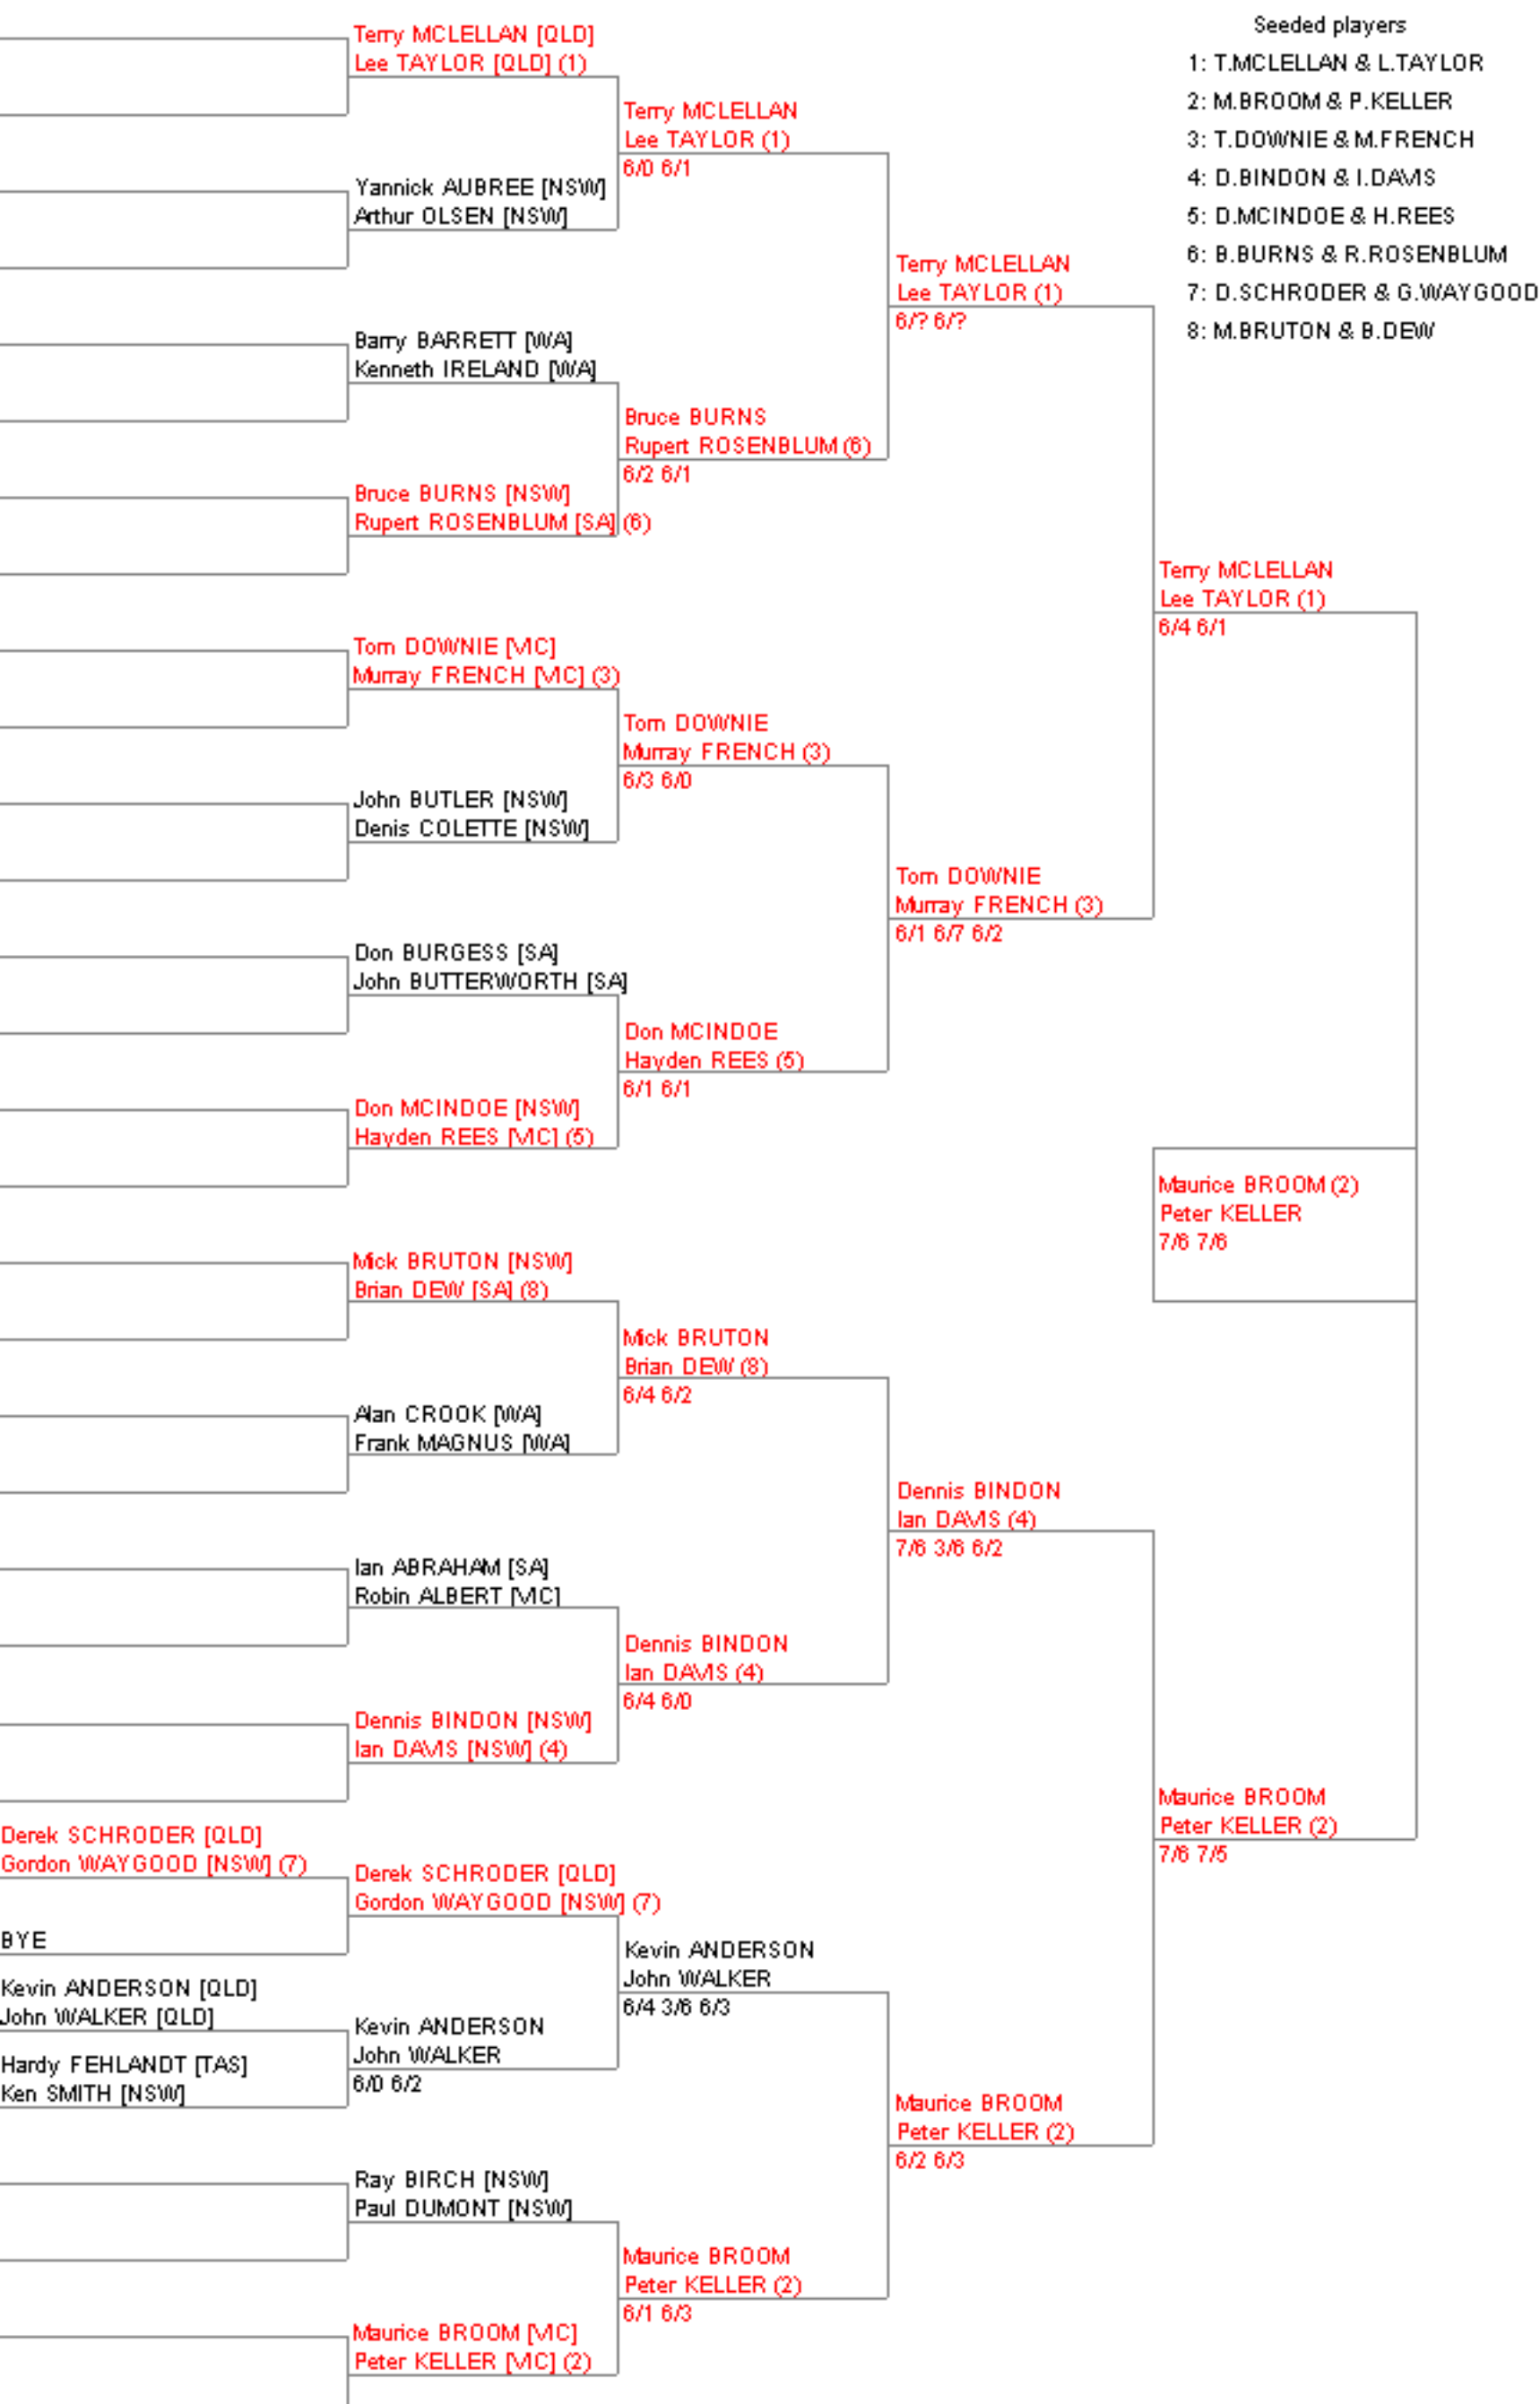 Seeded players
1: T.MCLELLAN & L.TAYLOR
2: M.BROOM & P.KELLER
3: T.DOWNIE & M.FRENCH
4: D.BINDON & I.DAVIS
5: D.MCINDOE & H.REES
6: B.BURNS & R.ROSENBLUM
7: D.SCHRODER & G.WAYGOOD
8: M.BRUTON & B.DEW
Derek SCHRODER [QLD]
Gordon WAYGOOD [NSW] (7)
BYE
Kevin ANDERSON [QLD]
John WALKER [QLD]
Hardy FEHLANDT [TAS]
Ken SMITH [NSW]
Terry MCLELLAN [QLD]
Lee TAYLOR [QLD] (1)
Yannick AUBREE [NSW]
Arthur OLSEN [NSW]
Barry BARRETT [WA]
Kenneth IRELAND [WA]
Bruce BURNS [NSW]
Rupert ROSENBLUM [SA] (6)
Tom DOWNIE [VIC]
Murray FRENCH [VIC] (3)
John BUTLER [NSW]
Denis COLETTE [NSW]
Don BURGESS [SA]
John BUTTERWORTH [SA]
Don MCINDOE [NSW]
Hayden REES [VIC] (5)
Mick BRUTON [NSW]
Brian DEW [SA] (8)
Alan CROOK [WA]
Frank MAGNUS [WA]
Ian ABRAHAM [SA]
Robin ALBERT [VIC]
Dennis BINDON [NSW]
Ian DAVIS [NSW] (4)
Derek SCHRODER [QLD]
Gordon WAYGOOD [NSW] (7)
Kevin ANDERSON
John WALKER
6/0 6/2
Ray BIRCH [NSW]
Paul DUMONT [NSW]
Maurice BROOM [VIC]
Peter KELLER [VIC] (2)
Terry MCLELLAN
Lee TAYLOR (1)
6/0 6/1
Bruce BURNS
Rupert ROSENBLUM (6)
6/2 6/1
Tom DOWNIE
Murray FRENCH (3)
6/3 6/0
Don MCINDOE
Hayden REES (5)
6/1 6/1
Mick BRUTON
Brian DEW (8)
6/4 6/2
Dennis BINDON
Ian DAVIS (4)
6/4 6/0
Kevin ANDERSON
John WALKER
6/4 3/6 6/3
Maurice BROOM
Peter KELLER (2)
6/1 6/3
Terry MCLELLAN
Lee TAYLOR (1)
6/? 6/?
Tom DOWNIE
Murray FRENCH (3)
6/1 6/7 6/2
Dennis BINDON
Ian DAVIS (4)
7/6 3/6 6/2
Maurice BROOM
Peter KELLER (2)
6/2 6/3
Terry MCLELLAN
Lee TAYLOR (1)
6/4 6/1
Maurice BROOM (2)
Peter KELLER
7/6 7/6
Maurice BROOM
Peter KELLER (2)
7/6 7/5